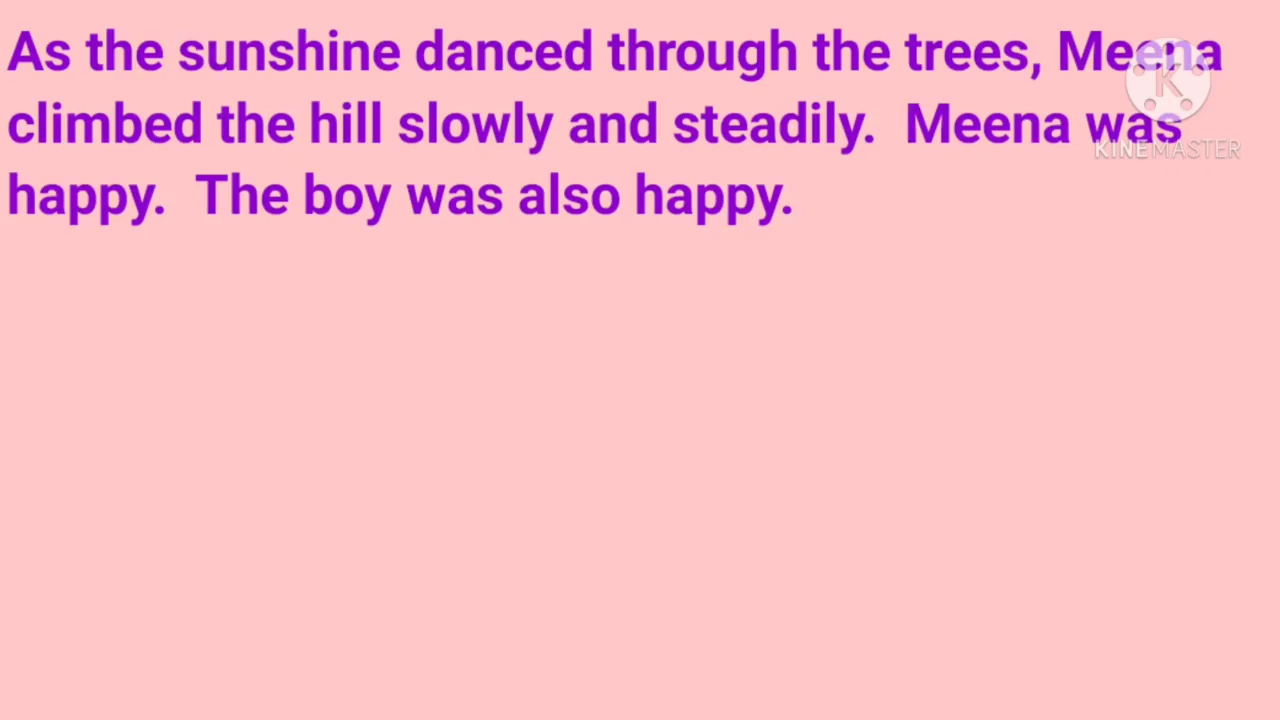 As the sunshine danced through the trees, Meena
climbed the hill slowly and steadily.  Meena was
happy.  The boy was also happy.
K
KINEMASTER